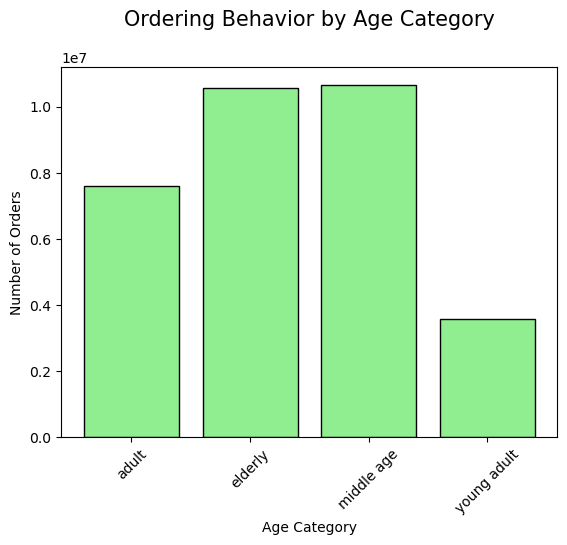 Ordering Behavior by Age Category
1e7
1.0
0.8
0.6
0.4
0.2
0.0
Number of Orders
adult
elderly
middle age
young adult
Age Category